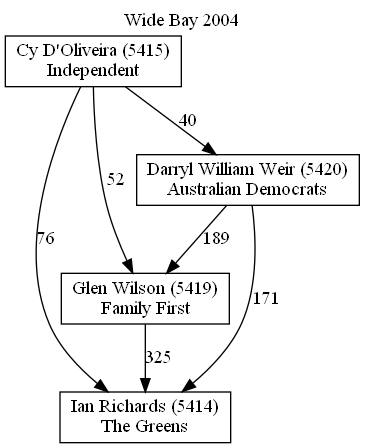 Wide Bay 2004
Cy D'Oliveira (5415)
Independent
40
Darryl William Weir (5420)
Australian Democrats
52
76
189
Glen Wilson (5419)
Family First
171
325
Ian Richards (5414)
The Greens